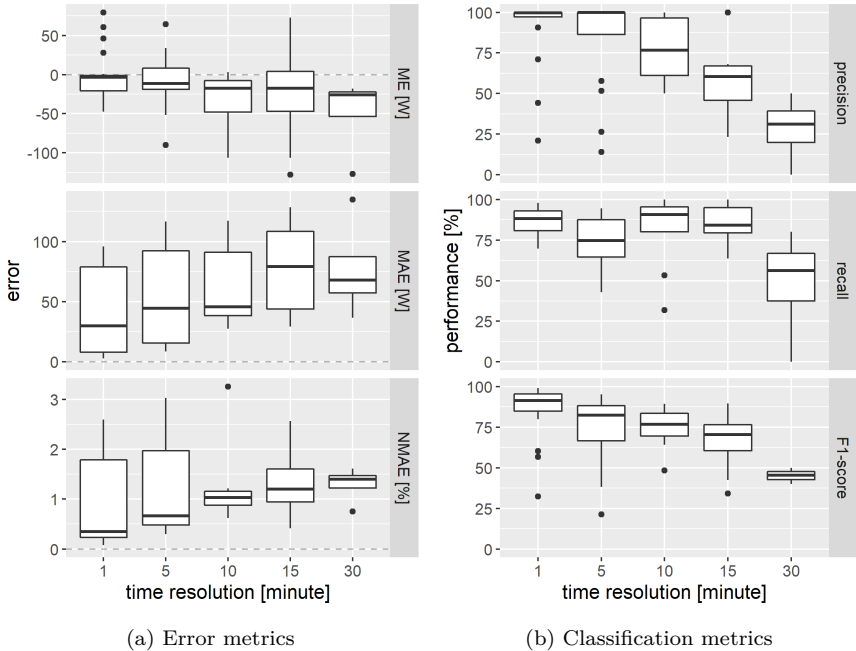 50
0
-50
-100
ME [W]
100
50
0
MAE [W]
3
2
1
0
NMAE [%]
error
1 5 10 15 30
time resolution [minute]
(a) Error metrics
100
75
50
25
0
precision
100
75
50
25
0
recall
100
75
50
25
0
F1-score
performance [%]
1 5 10 15 30
time resolution [minute]
(b) Classification metrics